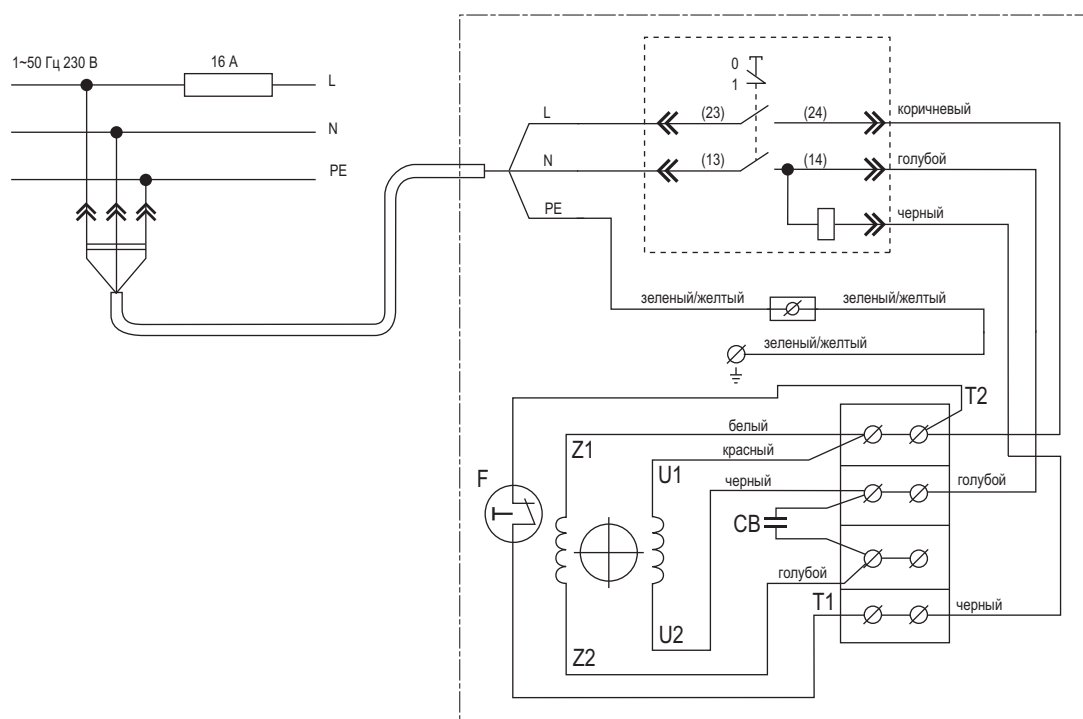 1~50 Гц 230 В
16 А
L
N
PE
0
1
L
(23)
(24)
коричневый
N
(13)
(14)
голубой
PE
черный
зеленый/желтый
зеленый/желтый
зеленый/желтый
T2
белый
Z1
красный
U1
F
черный
голубой
CB
голубой
T1
черный
U2
Z2